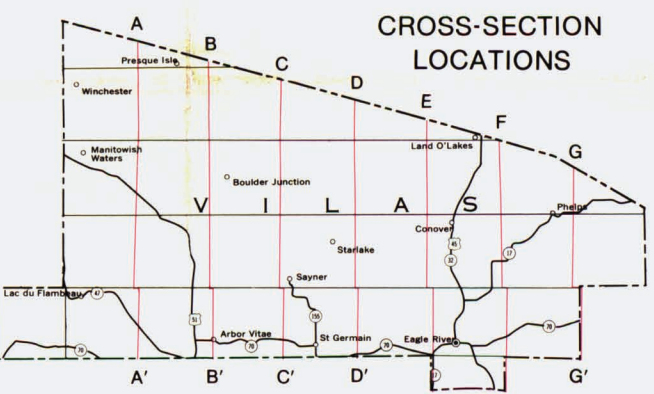 CROSS-SECTION
LOCATIONS
A
B
C
D
E
F
G
Presque Isle
Winchester
Land O'Lakes
Manitowish
Waters
Boulder Junction
VILAS
Phelps
Conover
45
32
17
Starlake
Sayner
Lac du Flambeau
47
51
155
70
Arbor Vitae
70
St Germain
70
Eagle River
70
17
A'
B'
C'
D'
G'